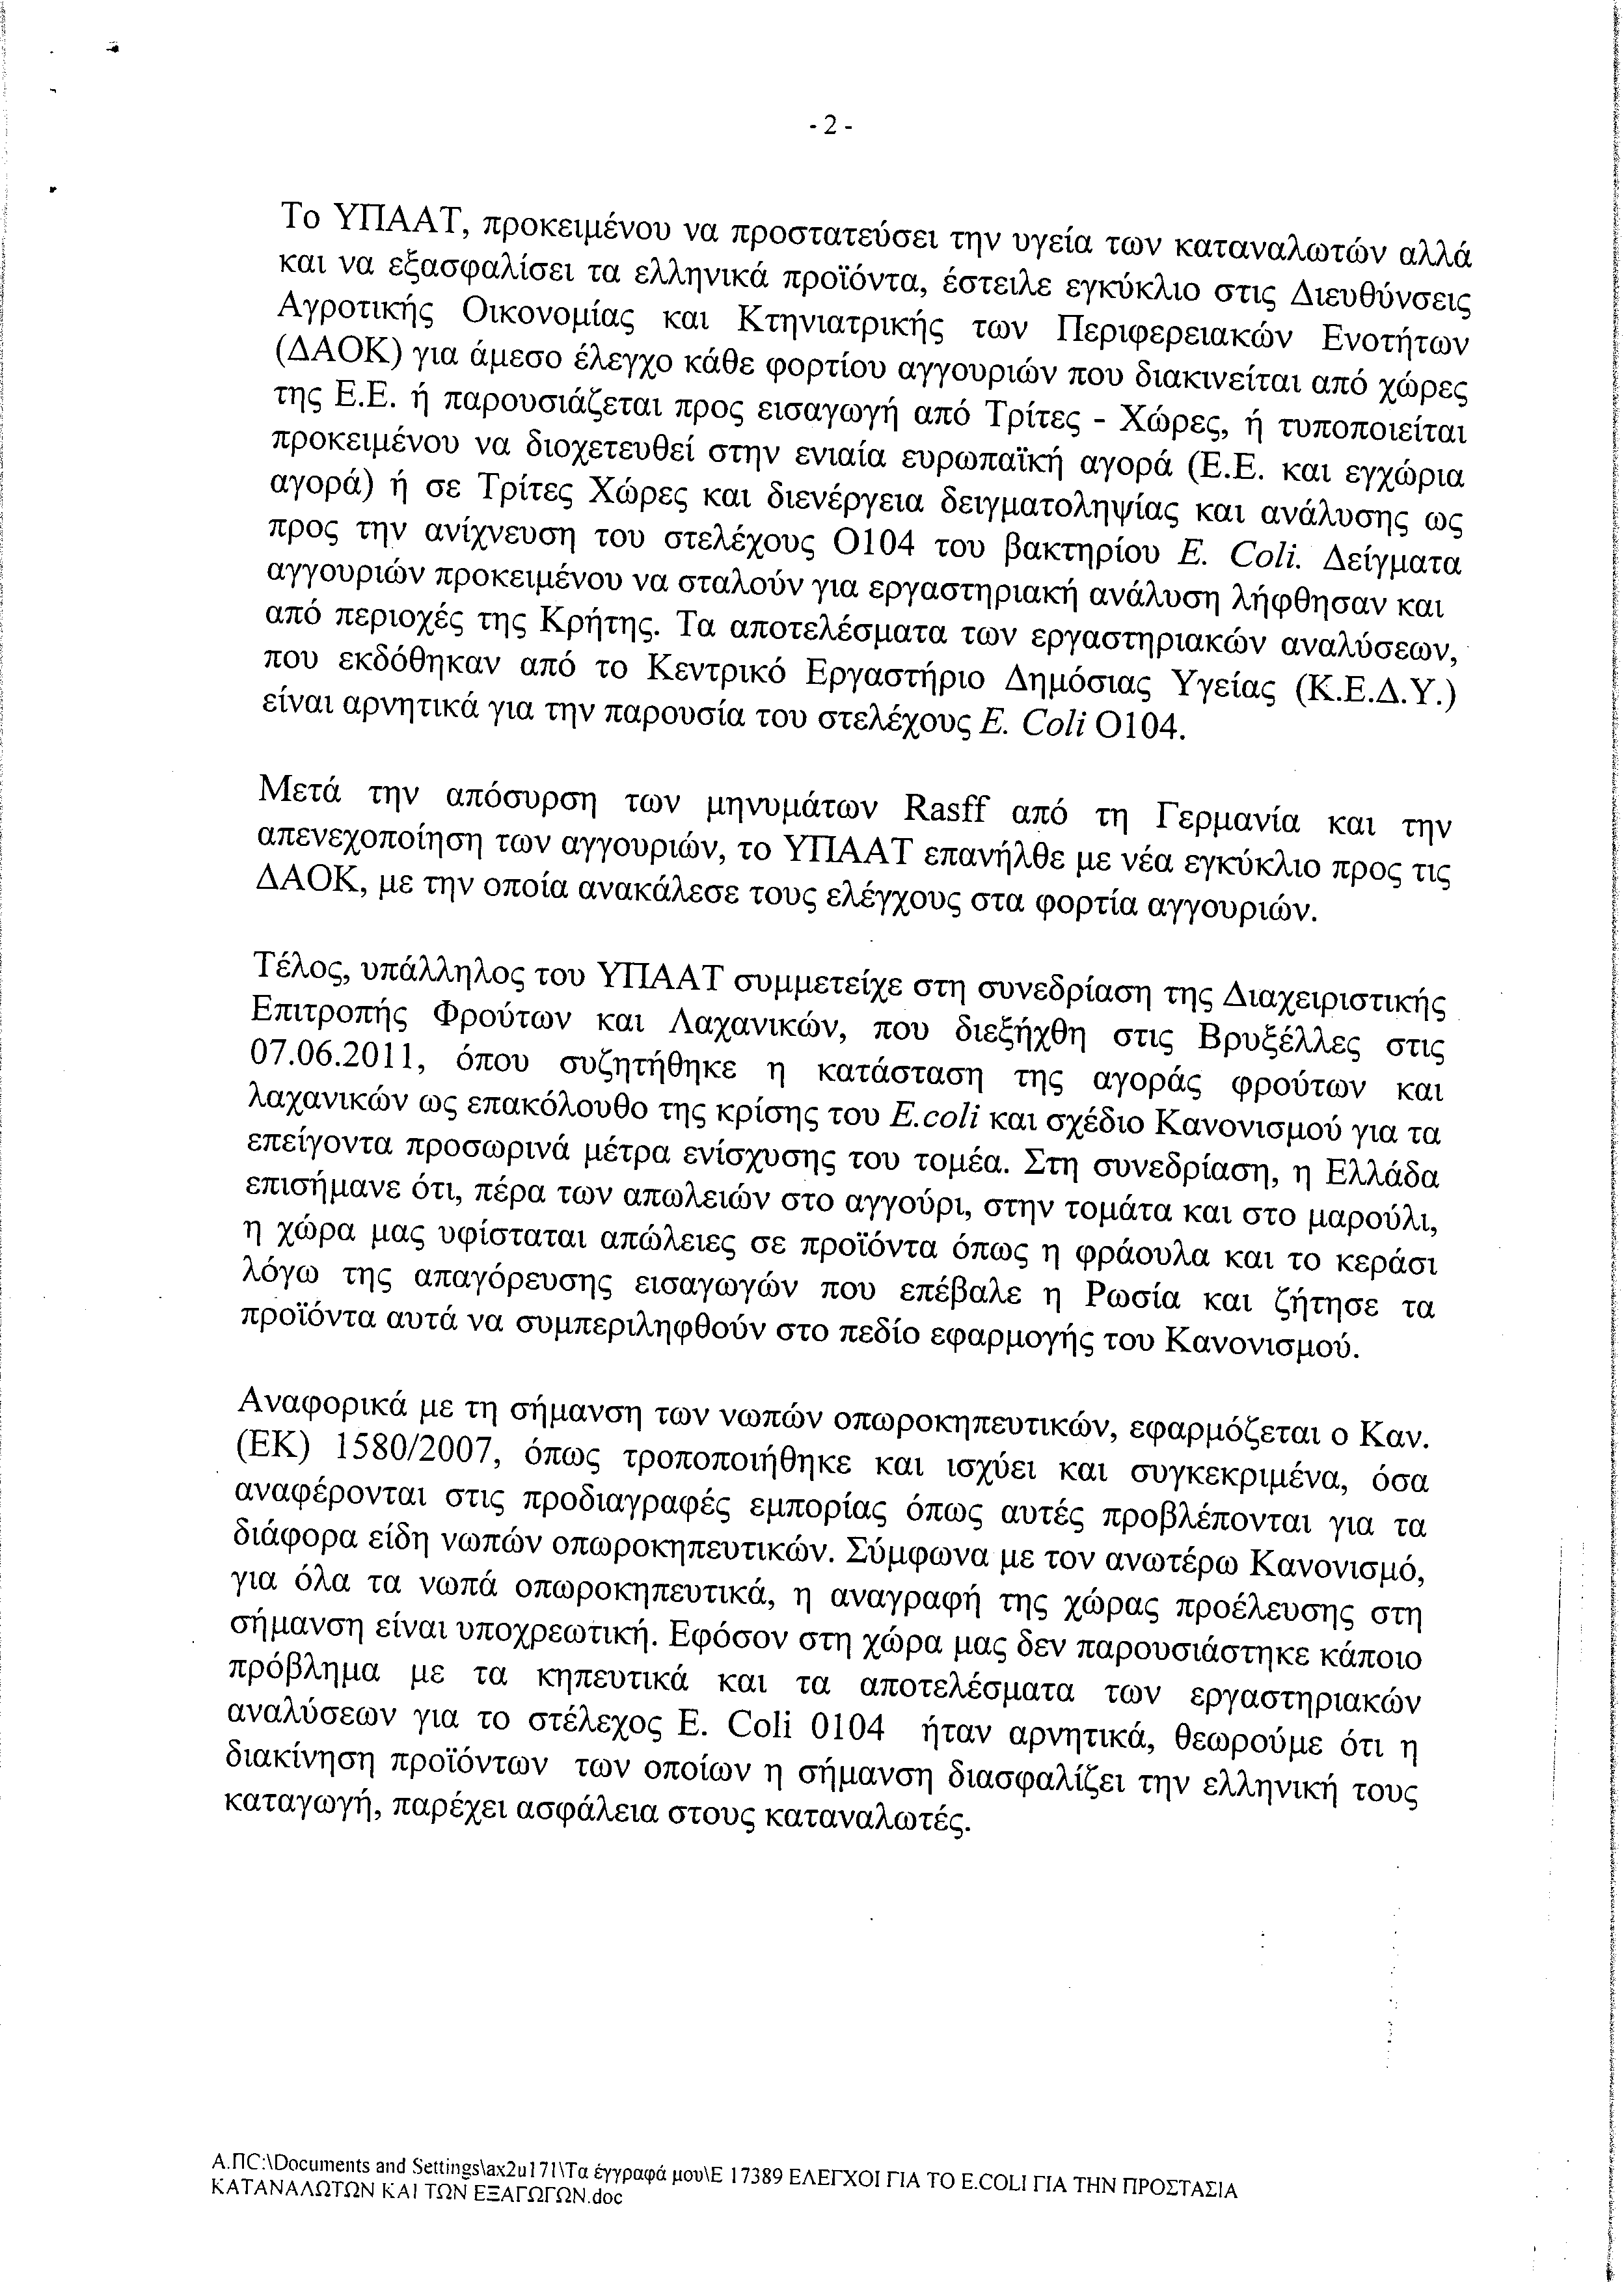 - 2 -
Το ΥΠΑΑΤ, προκειμένου να προστατεύσει την υγεία των καταναλωτών αλλά
και να εξασφαλίσει τα ελληνικά προϊόντα, έστειλε εγκύκλιο στις Διευθύνσεις
Αγροτικής Οικονομίας και Κτηνιατρικής των Περιφερειακών Ενοτήτων
(ΔΑΟΚ) για άμεσο έλεγχο κάθε φορτίου αγγουριών που διακινείται από χώρες
της Ε.Ε. ή παρουσιάζεται προς εισαγωγή από Τρίτες - Χώρες, ή τυποποιείται
προκειμένου να διοχετευθεί στην ενιαία ευρωπαϊκή αγορά (Ε.Ε. και εγχώρια
αγορά) ή σε Τρίτες Χώρες και διενέργεια δειγματοληψίας και ανάλυσης ως
προς την ανίχνευση του στελέχους Ο104 του βακτηρίου E. Coli. Δείγματα
αγγουριών προκειμένου να σταλούν για εργαστηριακή ανάλυση λήφθησαν και
από περιοχές της Κρήτης. Τα αποτελέσματα των εργαστηριακών αναλύσεων,
που εκδόθηκαν από το Κεντρικό Εργαστήριο Δημόσιας Υγείας (Κ.Ε.Δ.Υ.)
είναι αρνητικά για την παρουσία του στελέχους E. Coli O104.
Μετά την απόσυρση των μηνυμάτων Rasff από τη Γερμανία και την
απενεχοποίηση των αγγουριών, το ΥΠΑΑΤ επανήλθε με νέα εγκύκλιο προς τις
ΔΑΟΚ, με την οποία ανακάλεσε τους ελέγχους στα φορτία αγγουριών.
Τέλος, υπάλληλος του ΥΠΑΑΤ συμμετείχε στη συνεδρίαση της Διαχειριστικής
Επιτροπής Φρούτων και Λαχανικών, που διεξήχθη στις Βρυξέλλες στις
07.06.2011, όπου συζητήθηκε η κατάσταση της αγοράς φρούτων και
λαχανικών ως επακόλουθο της κρίσης του E.coli και σχέδιο Κανονισμού για τα
επείγοντα προσωρινά μέτρα ενίσχυσης του τομέα. Στη συνεδρίαση, η Ελλάδα
επισήμανε ότι, πέρα των απωλειών στο αγγούρι, στην τομάτα και στο μαρούλι,
η χώρα μας υφίσταται απώλειες σε προϊόντα όπως η φράουλα και το κεράσι
λόγω της απαγόρευσης εισαγωγών που επέβαλε η Ρωσία και ζήτησε τα
προϊόντα αυτά να συμπεριληφθούν στο πεδίο εφαρμογής του Κανονισμού.
Αναφορικά με τη σήμανση των νωπών οπωροκηπευτικών, εφαρμόζεται ο Καν.
(ΕΚ) 1580/2007, όπως τροποποιήθηκε και ισχύει και συγκεκριμένα, όσα
αναφέρονται στις προδιαγραφές εμπορίας όπως αυτές προβλέπονται για τα
διάφορα είδη νωπών οπωροκηπευτικών. Σύμφωνα με τον ανωτέρω Κανονισμό,
για όλα τα νωπά οπωροκηπευτικά, η αναγραφή της χώρας προέλευσης στη
σήμανση είναι υποχρεωτική. Εφόσον στη χώρα μας δεν παρουσιάστηκε κάποιο
πρόβλημα με τα κηπευτικά και τα αποτελέσματα των εργαστηριακών
αναλύσεων για το στέλεχος E. Coli 0104 ήταν αρνητικά, θεωρούμε ότι η
διακίνηση προϊόντων των οποίων η σήμανση διασφαλίζει την ελληνική τους
καταγωγή, παρέχει ασφάλεια στους καταναλωτές.
Α.ΠC:\Documents and Settings\ax2u171\Τα έγγραφά μου\Ε 17389 ΕΛΕΓΧΟΙ ΓΙΑ ΤΟ E.COLI ΓΙΑ ΤΗΝ ΠΡΟΣΤΑΣΙΑ
ΚΑΤΑΝΑΛΩΤΩΝ ΚΑΙ ΤΩΝ ΕΞΑΓΩΓΩΝ.doc